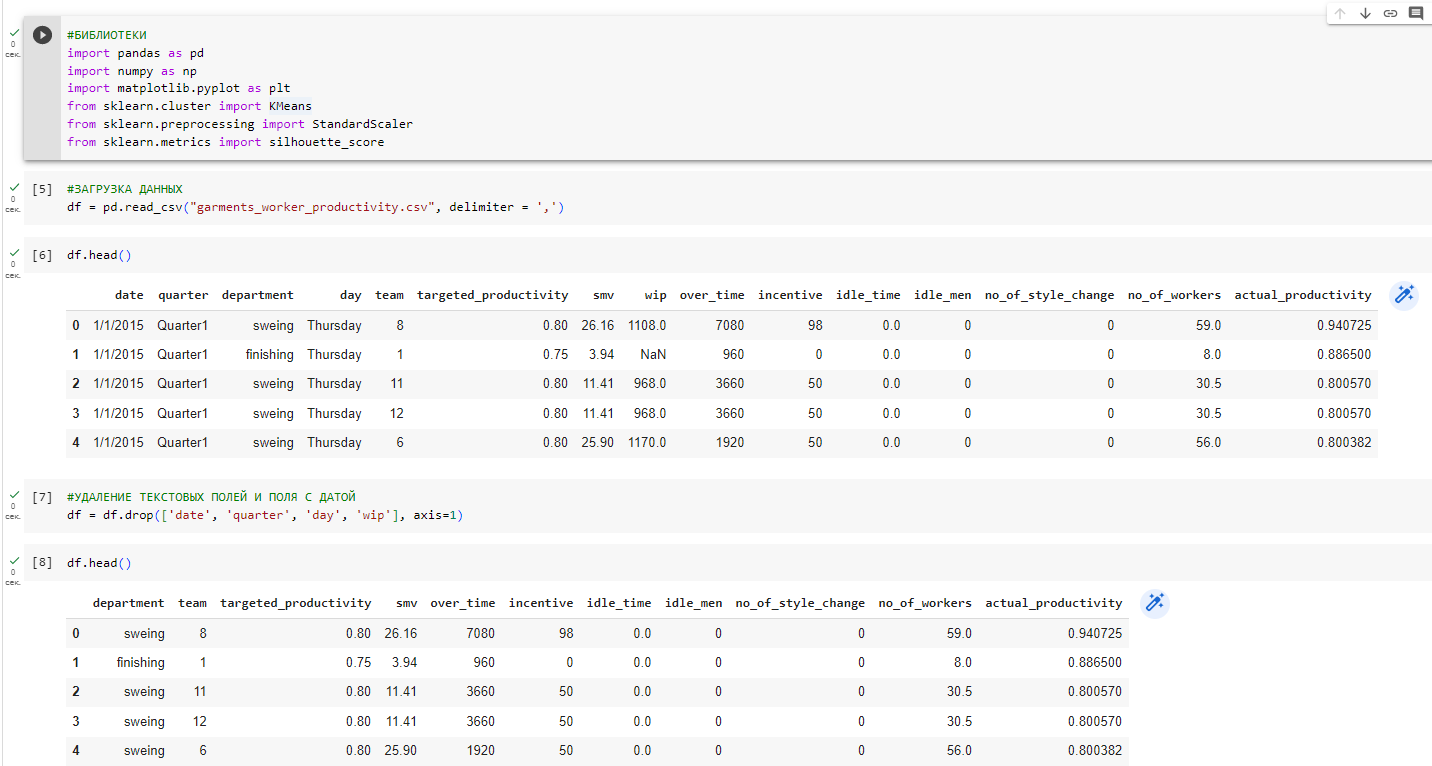 #БИБЛИОТЕКИ
0
сек.
import pandas as pd
import numpy as np
import matplotlib.pyplot as plt
from sklearn.cluster import KMeans
from sklearn.preprocessing import StandardScaler
from sklearn.metrics import silhouette_score
[5] #ЗАГРУЗКА ДАННЫХ
0
сек.
df = pd.read_csv("garments_worker_productivity.csv", delimiter = ',')
[6] df.head()
0
сек.
date quarter department day team targeted_productivity smv wip over_time incentive idle_time idle_men no_of_style_change no_of_workers actual_productivity
0 1/1/2015 Quarter1 sweing Thursday 8 0.80 26.16 1108.0 7080 98 0.0 0 0 59.0 0.940725
1 1/1/2015 Quarter1 finishing Thursday 1 0.75 3.94 NaN 960 0 0.0 0 0 8.0 0.886500
2 1/1/2015 Quarter1 sweing Thursday 11 0.80 11.41 968.0 3660 50 0.0 0 0 30.5 0.800570
3 1/1/2015 Quarter1 sweing Thursday 12 0.80 11.41 968.0 3660 50 0.0 0 0 30.5 0.800570
4 1/1/2015 Quarter1 sweing Thursday 6 0.80 25.90 1170.0 1920 50 0.0 0 0 56.0 0.800382
[7] #УДАЛЕНИЕ ТЕКСТОВЫХ ПОЛЕЙ И ПОЛЯ С ДАТОЙ
0
сек.
df = df.drop(['date', 'quarter', 'day', 'wip'], axis=1)
[8] df.head()
0
сек.
department team targeted_productivity smv over_time incentive idle_time idle_men no_of_style_change no_of_workers actual_productivity
0 sweing 8 0.80 26.16 7080 98 0.0 0 0 59.0 0.940725
1 finishing 1 0.75 3.94 960 0 0.0 0 0 8.0 0.886500
2 sweing 11 0.80 11.41 3660 50 0.0 0 0 30.5 0.800570
3 sweing 12 0.80 11.41 3660 50 0.0 0 0 30.5 0.800570
4 sweing 6 0.80 25.90 1920 50 0.0 0 0 56.0 0.800382